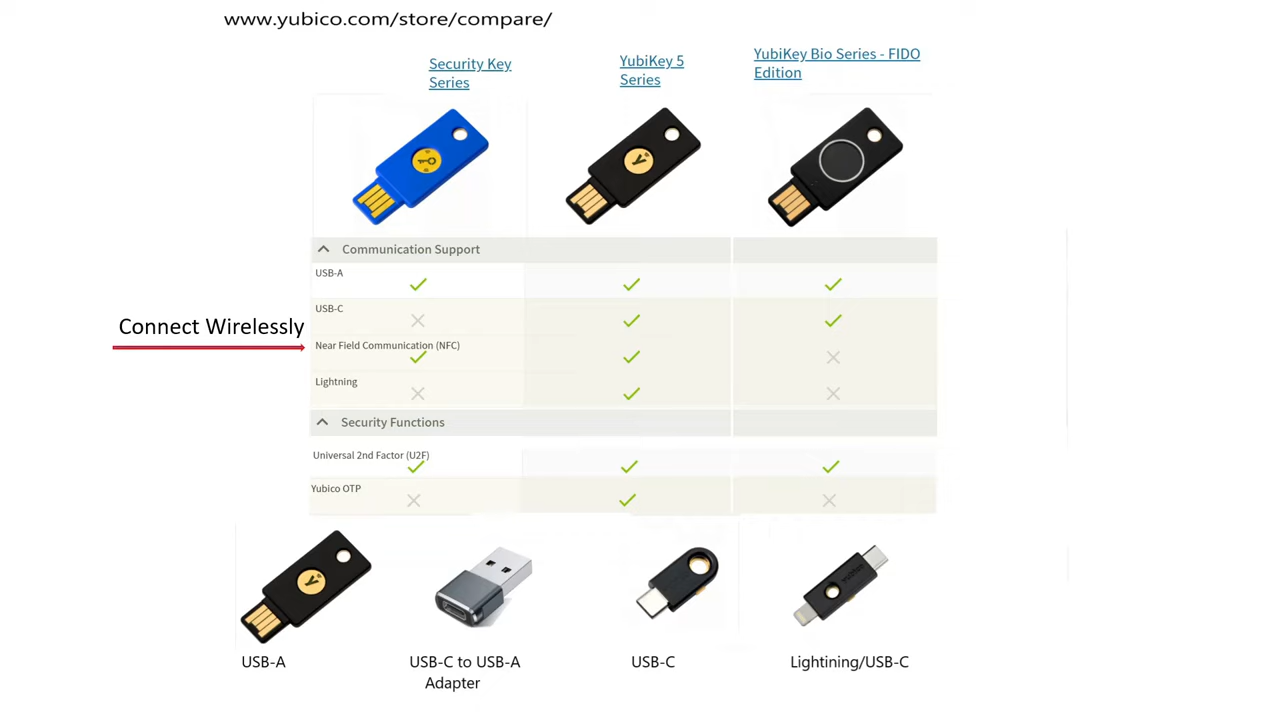 www.yubico.com/store/compare/
Security Key
Series
YubiKey 5
Series
YubiKey Bio Series - FIDO
Edition
Communication Support
USB-A
USB-C
Connect Wirelessly
Near Field Communication (NFC)
Lightning
Security Functions
Universal 2nd Factor (U2F)
Yubico OTP
USB-A
USB-C to USB-A
Adapter
USB-C
Lightining/USB-C